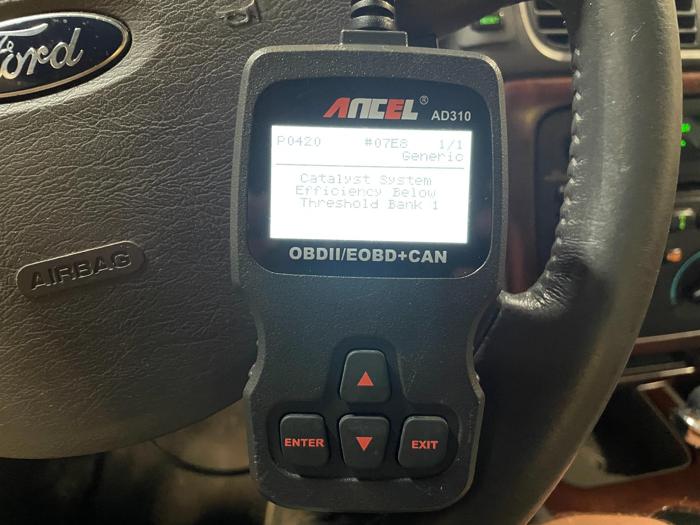 Ford
AIRBAG
ANCEL®
AD310
P0420 #07E8 1/1
Generic
Catalyst System
Efficiency Below
Threshold Bank 1
OBDII/EOBD+CAN
ENTER
EXIT